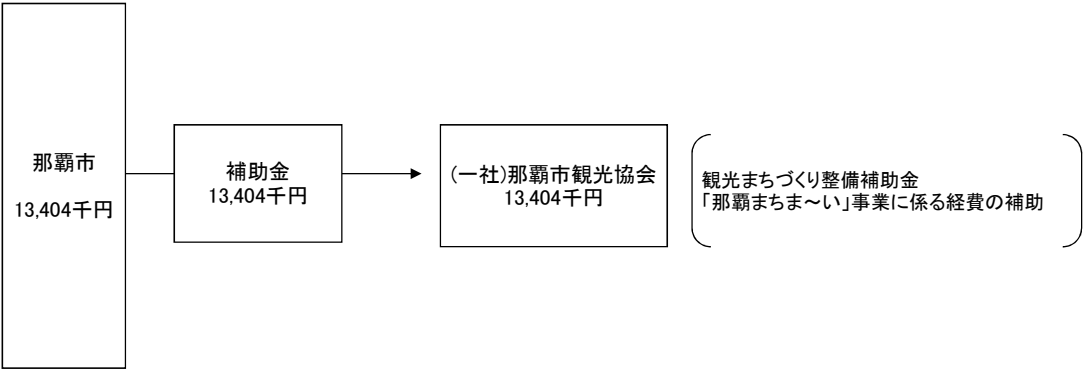 那覇市
13,404千円
補助金
13,404千円
(一社)那覇市観光協会
13,404千円
観光まちづくり整備補助金
「那覇まちま～い」事業に係る経費の補助